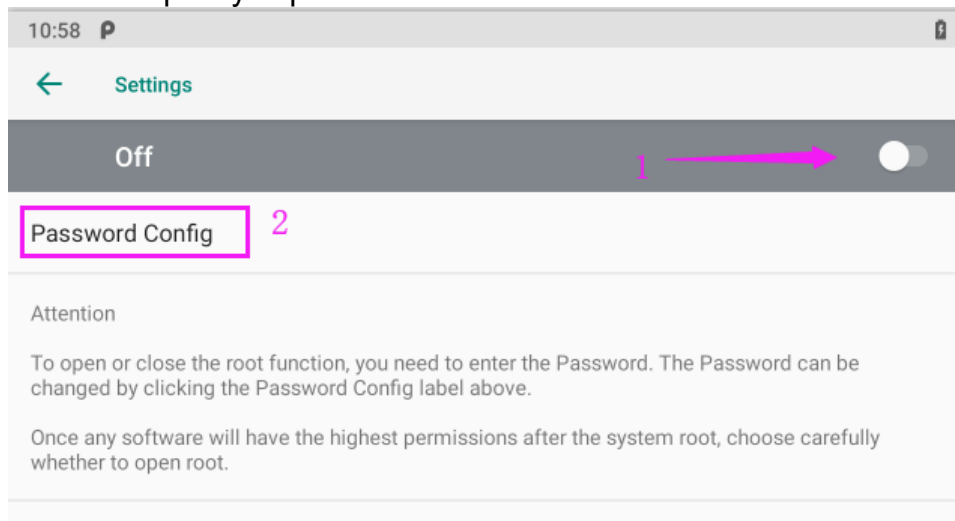 10:58
Settings
Off
1
Password Config
2
Attention
To open or close the root function, you need to enter the Password. The Password can be
changed by clicking the Password Config label above.
Once any software will have the highest permissions after the system root, choose carefully
whether to open root.